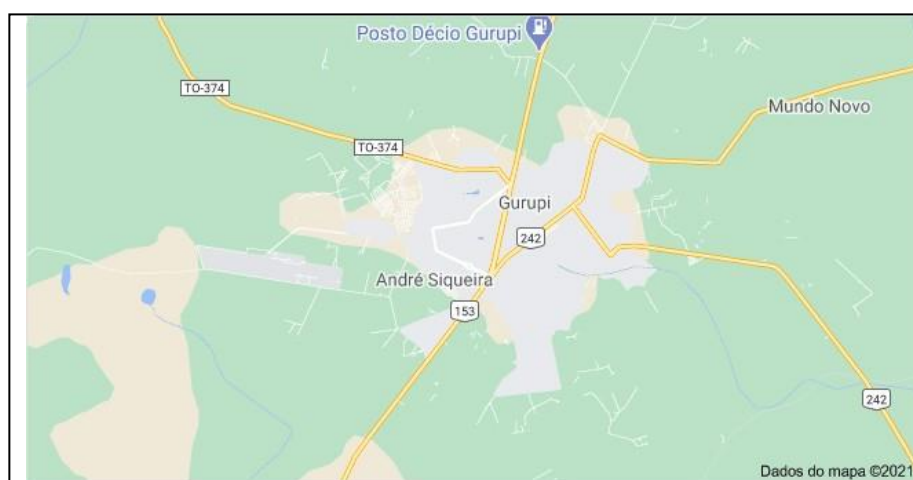 Posto Décio Gurupi
TO-374
Mundo Novo
TO-374
Gurupi
242
André Siqueira
153
242
Dados do mapa ©2021